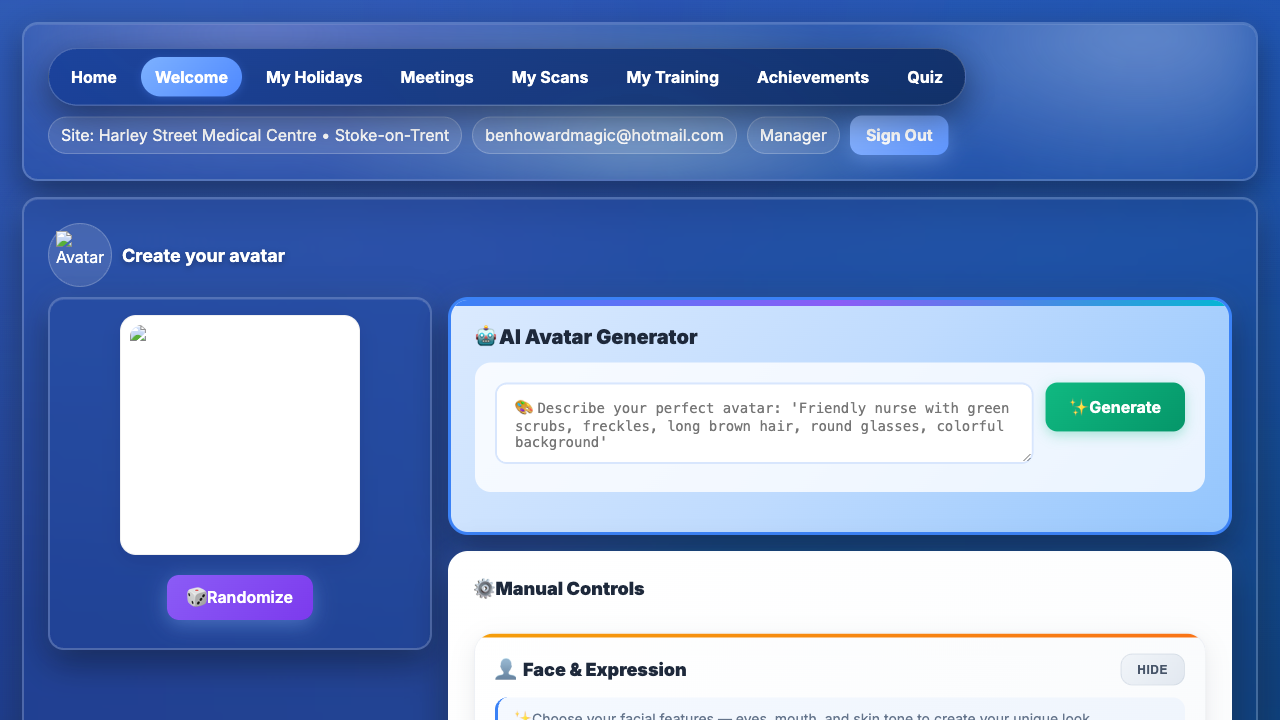 Home Welcome My Holidays Meetings My Scans My Training Achievements Quiz
Site: Harley Street Medical Centre • Stoke-on-Trent benhowardmagic@hotmail.com Manager Sign Out
Avatar Create your avatar
🤖 AI Avatar Generator
🎨 Describe your perfect avatar: 'Friendly nurse with green
scrubs, freckles, long brown hair, round glasses, colorful
background'
✨Generate
🎲Randomize
⚙️Manual Controls
👤 Face & Expression
HIDE
✨Choose your facial features — eyes, mouth, and skin tone to create your unique look